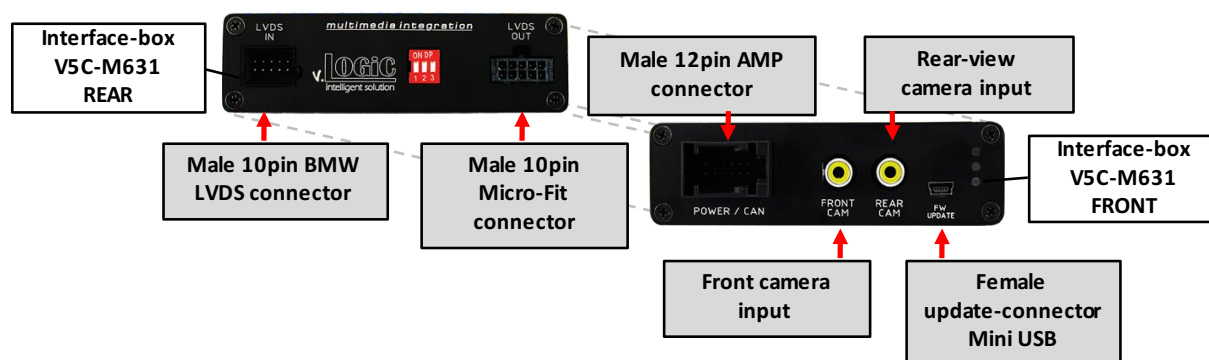 Interface-box
V5C-M631
REAR
LVDS
IN
multimedia integration
LVDS
OUT
ON DP
1 2 3
v.LOGiC
intelligent solution
Male 12pin AMP
connector
Rear-view
camera input
Male 10pin BMW
LVDS connector
Male 10pin
Micro-Fit
connector
POWER / CAN
FRONT
CAM
REAR
CAM
FW
UPDATE
Interface-box
V5C-M631
FRONT
Front camera
input
Female
update-connector
Mini USB